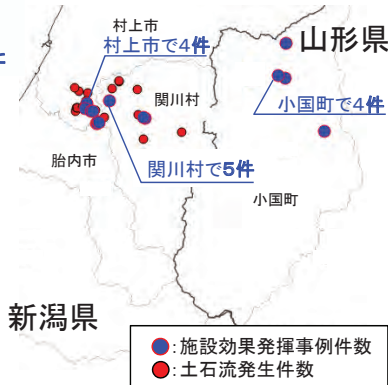 村上市
村上市で4件
山形県
関川村
小国町で4件
胎内市
関川村で5件
小国町
新潟県
:施設効果発揮事例件数
:土石流発生件数